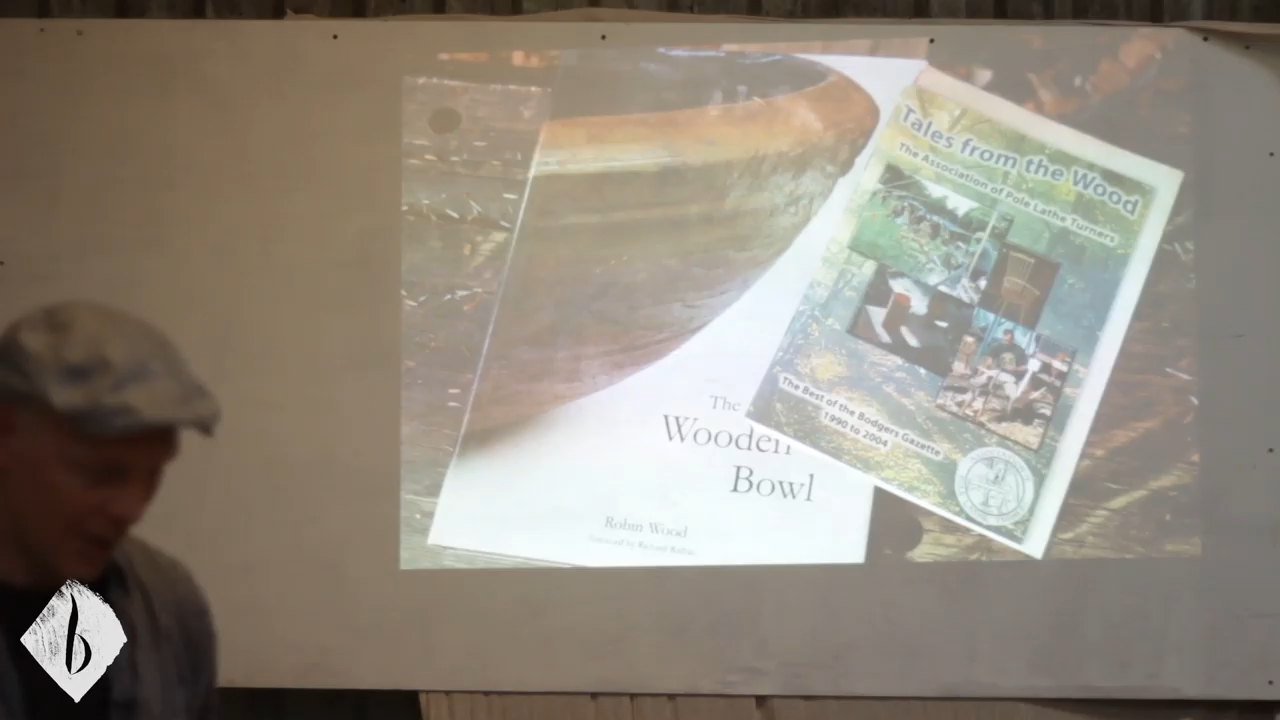 The
Wooden
Bowl
Robin Wood
Tales from the Wood
The Association of Pole Lathe Turners
The Best of the Bodgers Gazette
1990 to 2004
b